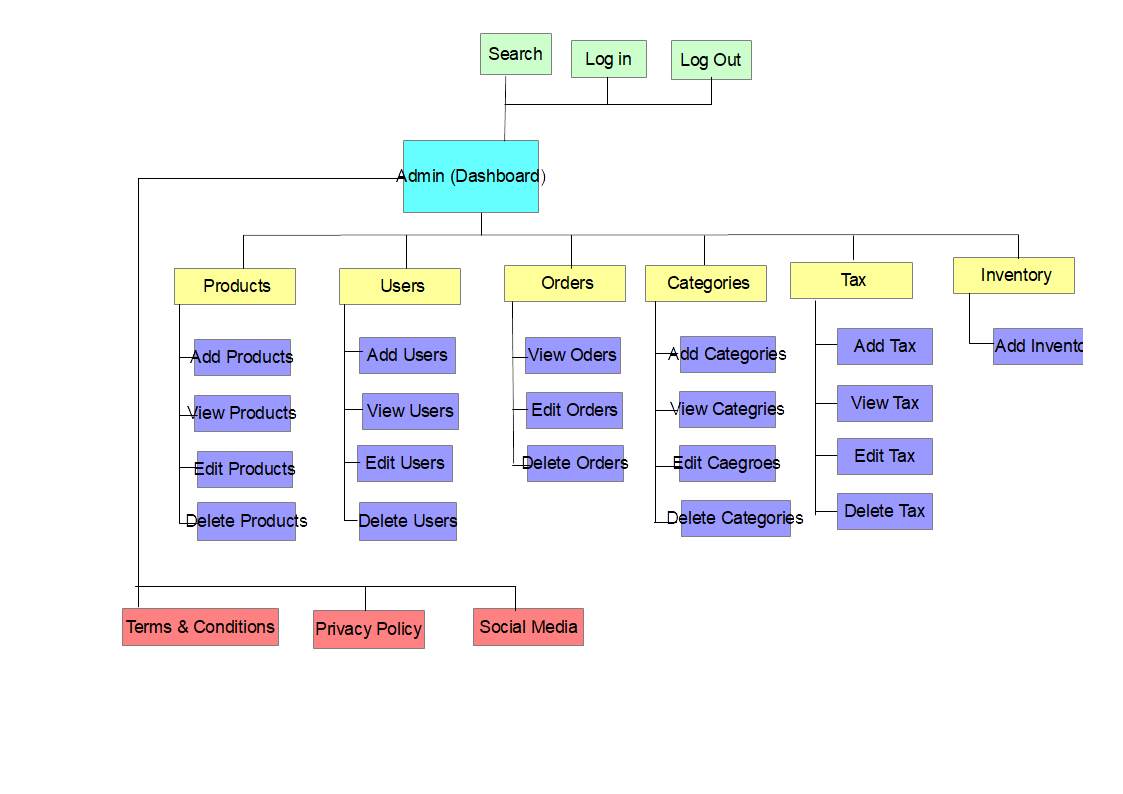 Search
Log in
Log Out
Admin (Dashboard)
Products
Users
Orders
Categories
Tax
Inventory
Add Products
View Products
Edit Products
Delete Products
Add Users
View Users
Edit Users
Delete Users
View Oders
Edit Orders
Delete Orders
Add Categories
View Categries
Edit Caegroes
Delete Categories
Add Tax
View Tax
Edit Tax
Delete Tax
Add Invento
Terms & Conditions
Privacy Policy
Social Media